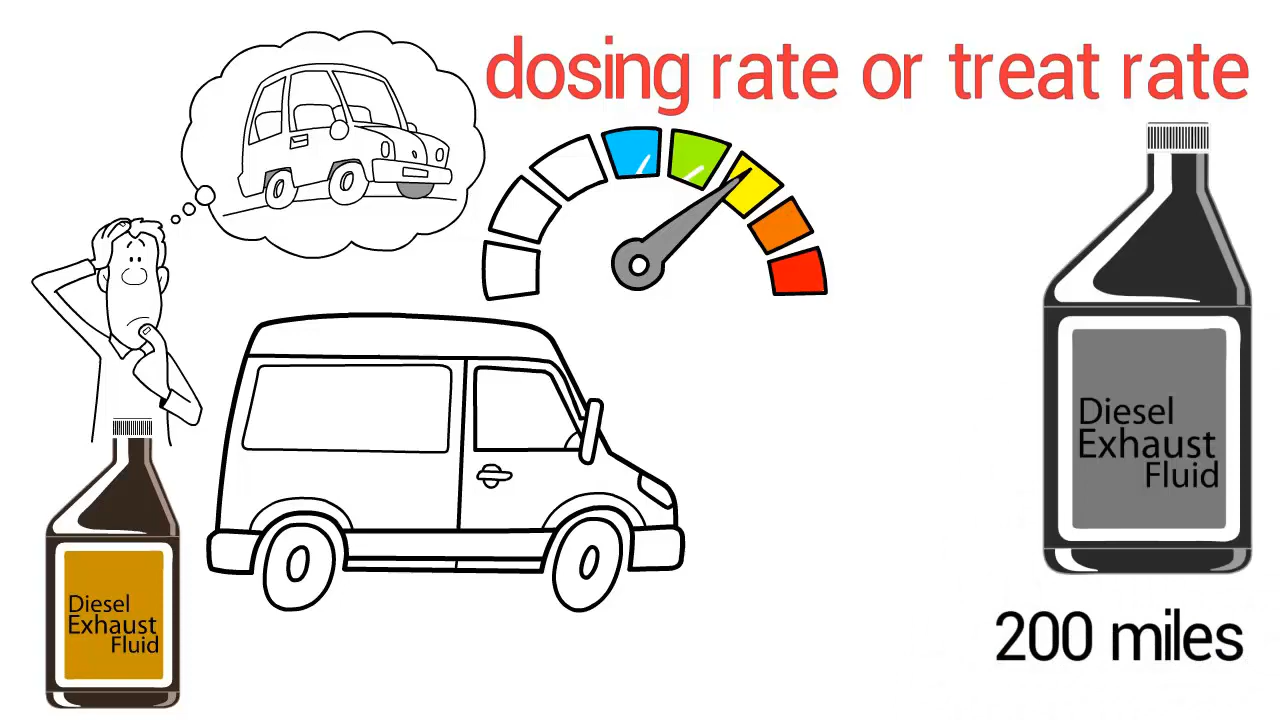 dosing rate or treat rate
Diesel
Exhaust
Fluid
Diesel
Exhaust
Fluid
200 miles